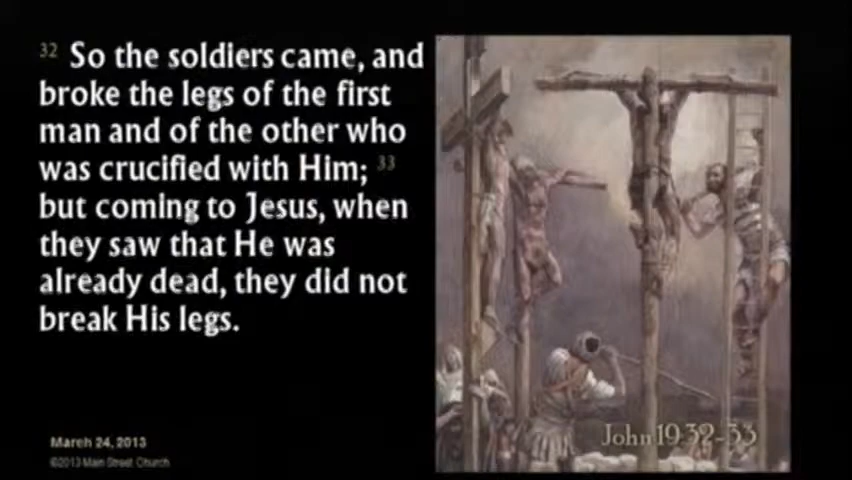 32 So the soldiers came, and
broke the legs of the first
man and of the other who
was crucified with Him; 33
but coming to Jesus, when
they saw that He was
already dead, they did not
break His legs.
John 19:32-33
March 24, 2013
©2013 Main Street Church